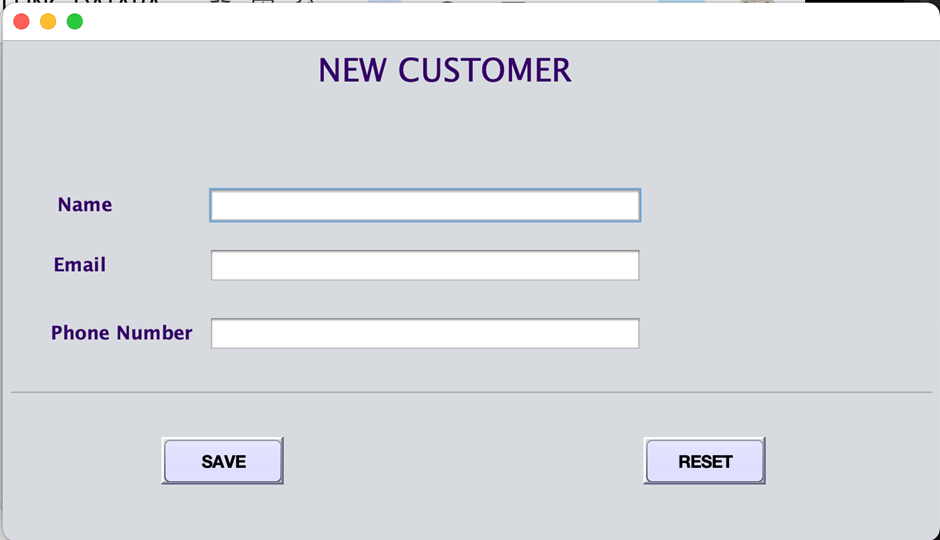 NEW CUSTOMER
Name
Email
Phone Number
SAVE
RESET